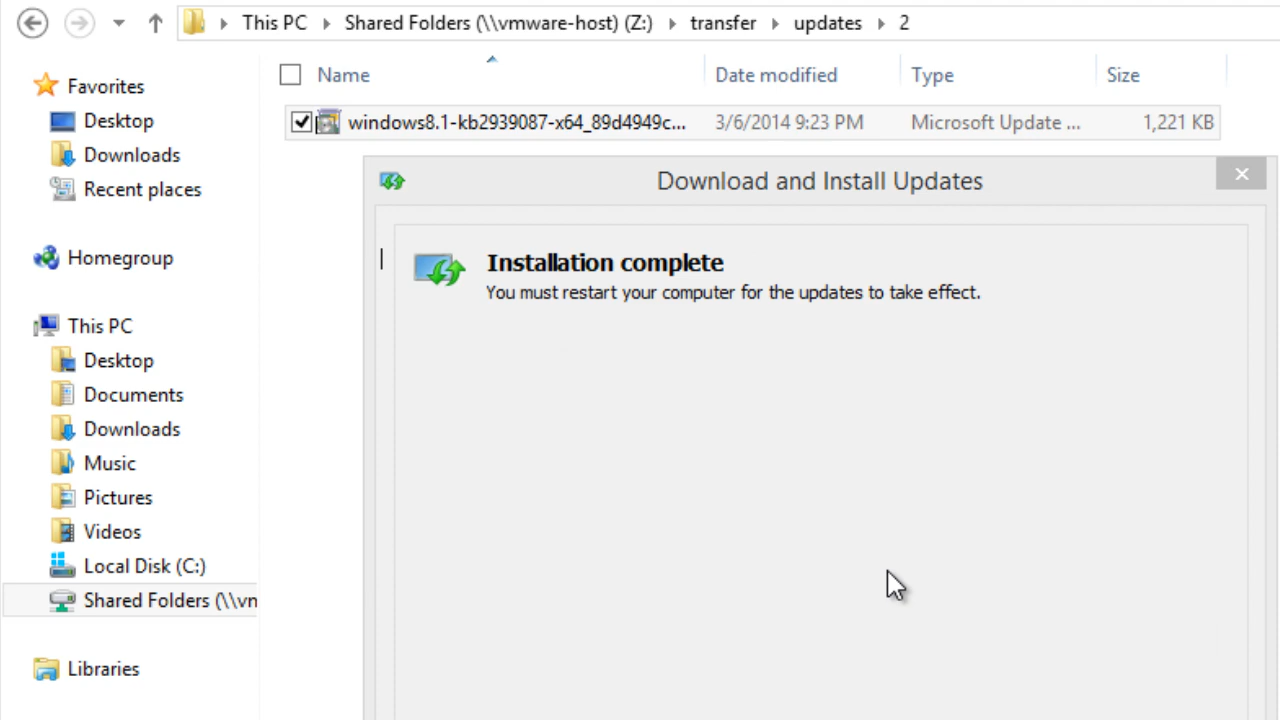 This PC Shared Folders (\\vmware-host) (Z:) transfer updates 2
Name Date modified Type Size
windows8.1-kb2939087-x64_89d4949c... 3/6/2014 9:23 PM Microsoft Update ... 1,221 KB
Favorites
Desktop
Downloads
Recent places
Homegroup
This PC
Desktop
Documents
Downloads
Music
Pictures
Videos
Local Disk (C:)
Shared Folders (\\vn
Libraries
Download and Install Updates
Installation complete
You must restart your computer for the updates to take effect.